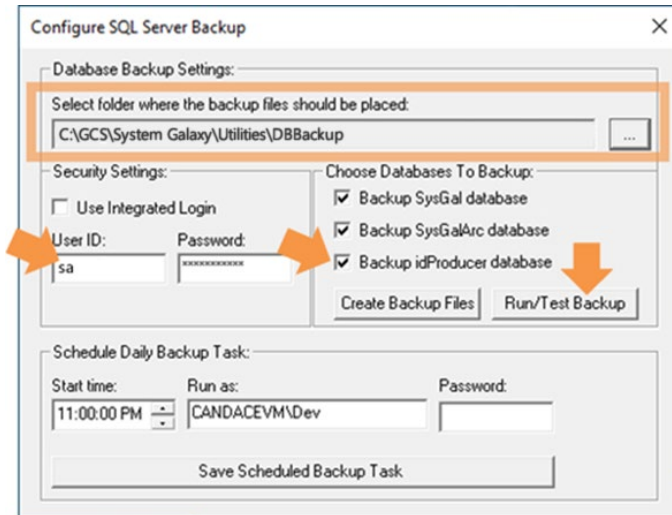 Configure SQL Server Backup
Database Backup Settings:
Select folder where the backup files should be placed:
C:\GCS\System Galaxy\Utilities\DBBackup
...
Security Settings:
Use Integrated Login
User ID:
Password:
sa
***********
Choose Databases To Backup:
Backup SysGal database
Backup SysGalArc database
Backup idProducer database
Create Backup Files
Run/Test Backup
Schedule Daily Backup Task:
Start time:
Run as:
Password:
11:00:00 PM
CANDACEVM\Dev
Save Scheduled Backup Task